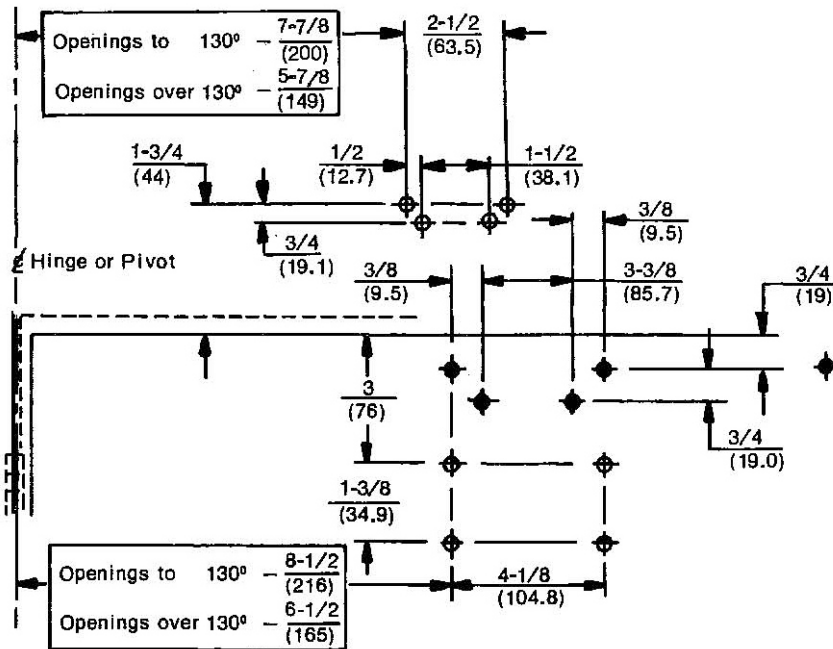 Openings to 130° - 7-7/8 (200)
Openings over 130° - 5-7/8 (149)
2-1/2 (63.5)
1-3/4 (44)
1/2 (12.7)
1-1/2 (38.1)
3/4 (19.1)
3/8 (9.5)
℄ Hinge or Pivot
3/8 (9.5)
3-3/8 (85.7)
3/4 (19)
3 (76)
3/4 (19.0)
1-3/8 (34.9)
Openings to 130° - 8-1/2 (216)
Openings over 130° - 6-1/2 (165)
4-1/8 (104.8)